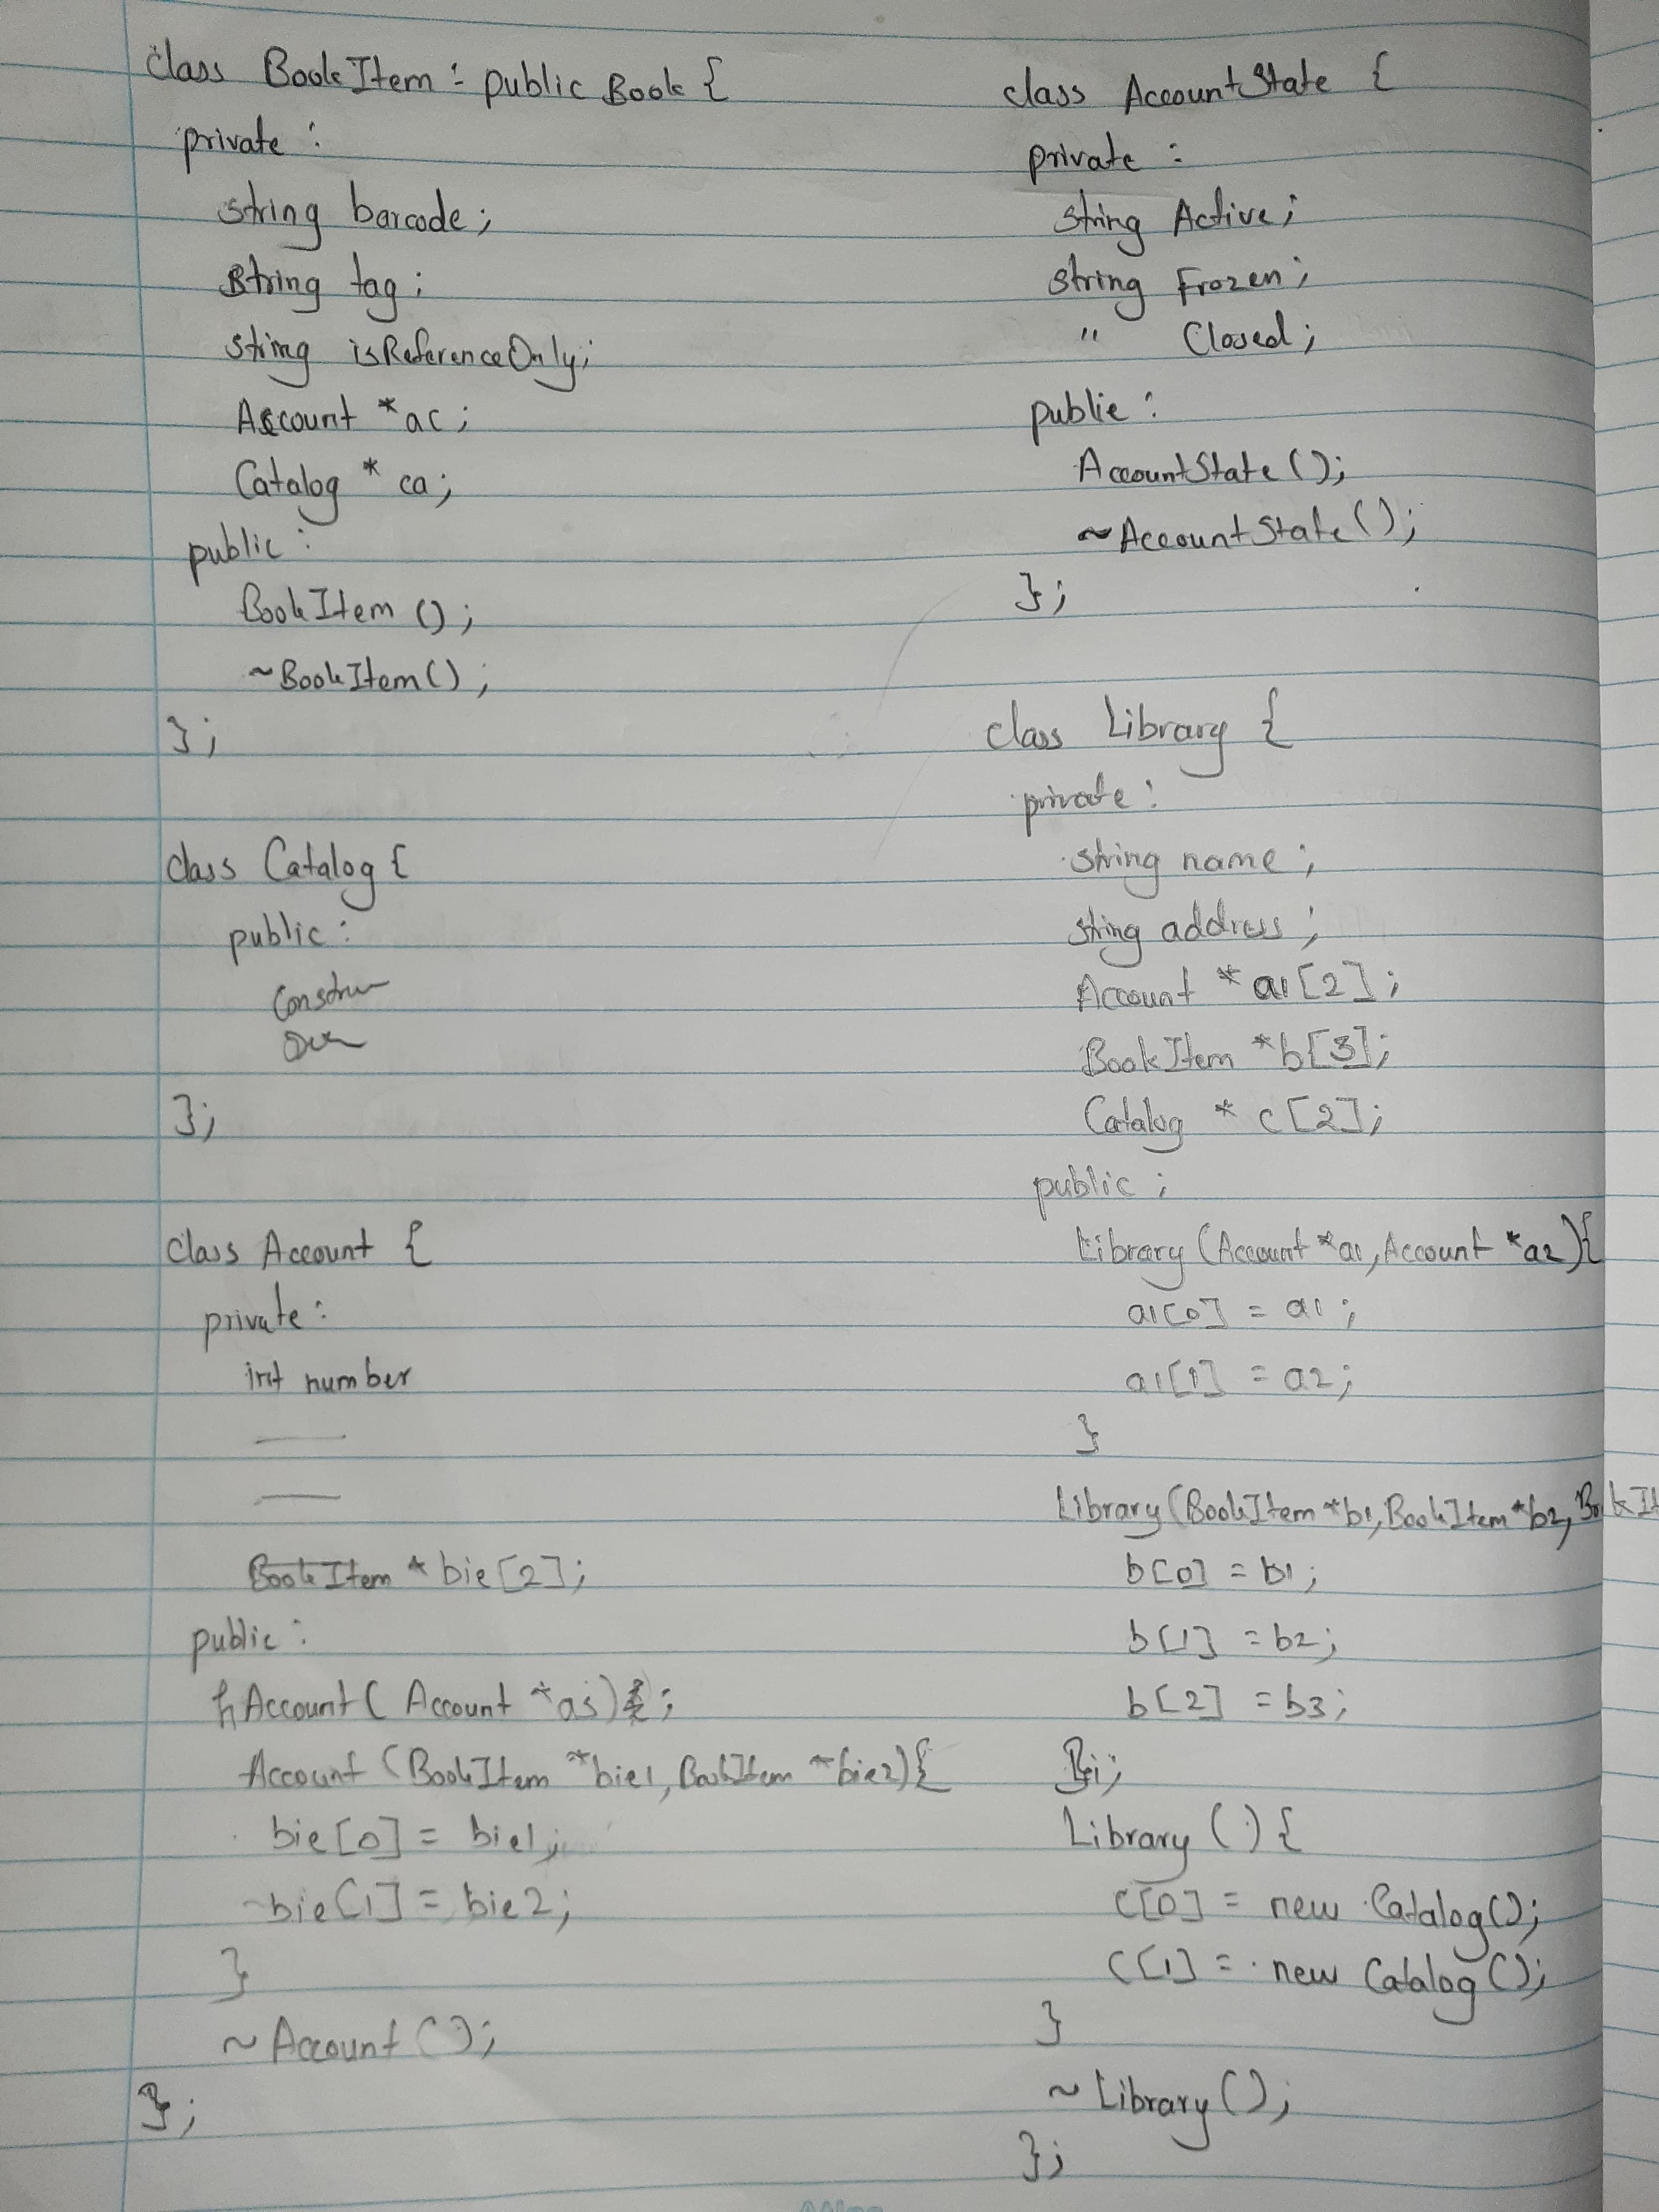 class BookItem : public Book {
private :
string barcode;
string tag;
string isReferenceOnly;
Account *ac;
Catalog * ca;
public :
BookItem ();
~BookItem();
};
class Catalog {
public :
Constru
};
class Account {
private :
int number
BookItem * bie[2];
public :
Account ( Account *as) ;
Account (BookItem *bie1, BookItem *bie2){
bie[0] = bie1;
bie[1] = bie2;
}
~ Account ();
};
class AccountState {
private :
string Active;
string Frozen;
" Closed;
public :
AccountState();
~AccountState();
};
class Library {
private :
string name;
string address;
Account *a1[2];
BookItem *b[3];
Catalog * c[2];
public ;
Library (Account *a1, Account *a2){
a1[0] = a1;
a1[1] = a2;
}
Library (BookItem *b1, BookItem *b2, BookIt
b[0] = b1;
b[1] = b2;
b[2] = b3;
};
Library () {
c[0] = new Catalog();
c[1] = new Catalog();
}
~ Library ();
};